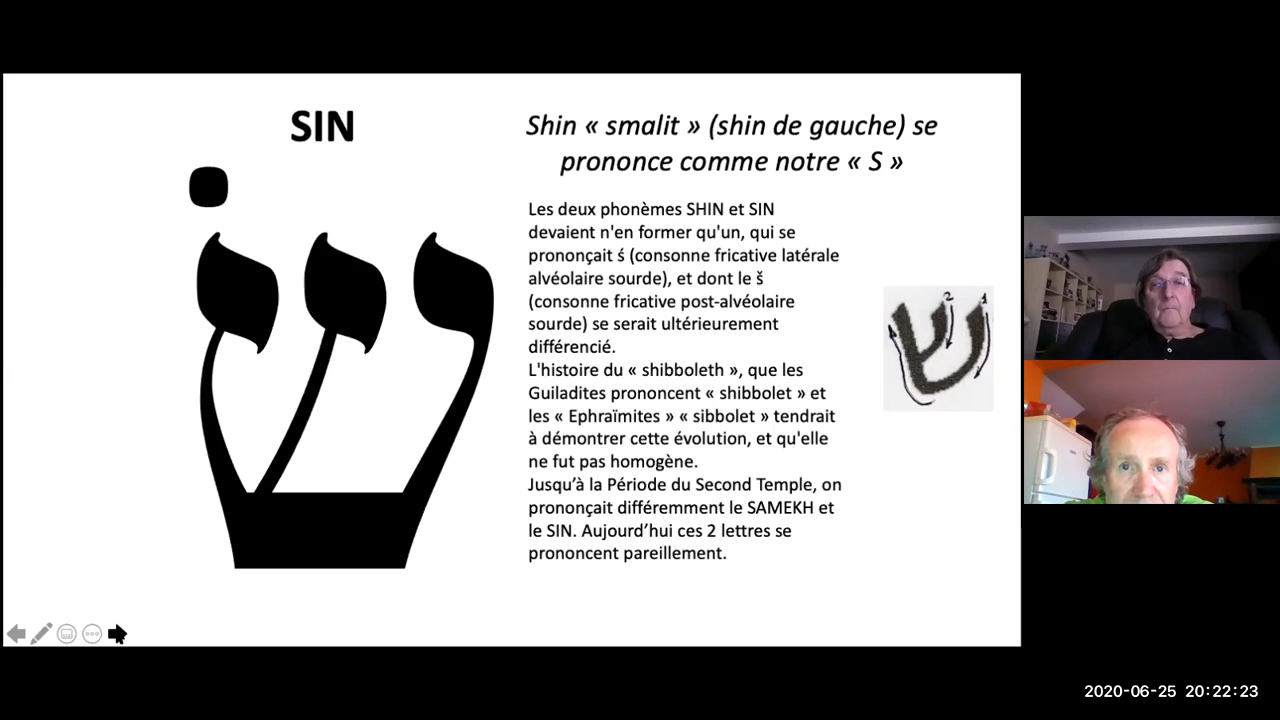 SIN
שׂ
Shin « smalit » (shin de gauche) se
prononce comme notre « S »
Les deux phonèmes SHIN et SIN
devaient n'en former qu'un, qui se
prononçait ś (consonne fricative latérale
alvéolaire sourde), et dont le š
(consonne fricative post-alvéolaire
sourde) se serait ultérieurement
différencié.
L'histoire du « shibboleth », que les
Guiladites prononcent « shibbolet » et
les « Ephraïmites » « sibbolet » tendrait
à démontrer cette évolution, et qu'elle
ne fut pas homogène.
Jusqu’à la Période du Second Temple, on
prononçait différemment le SAMEKH et
le SIN. Aujourd’hui ces 2 lettres se
prononcent pareillement.
2 1
ש
2020-06-25 20:22:23